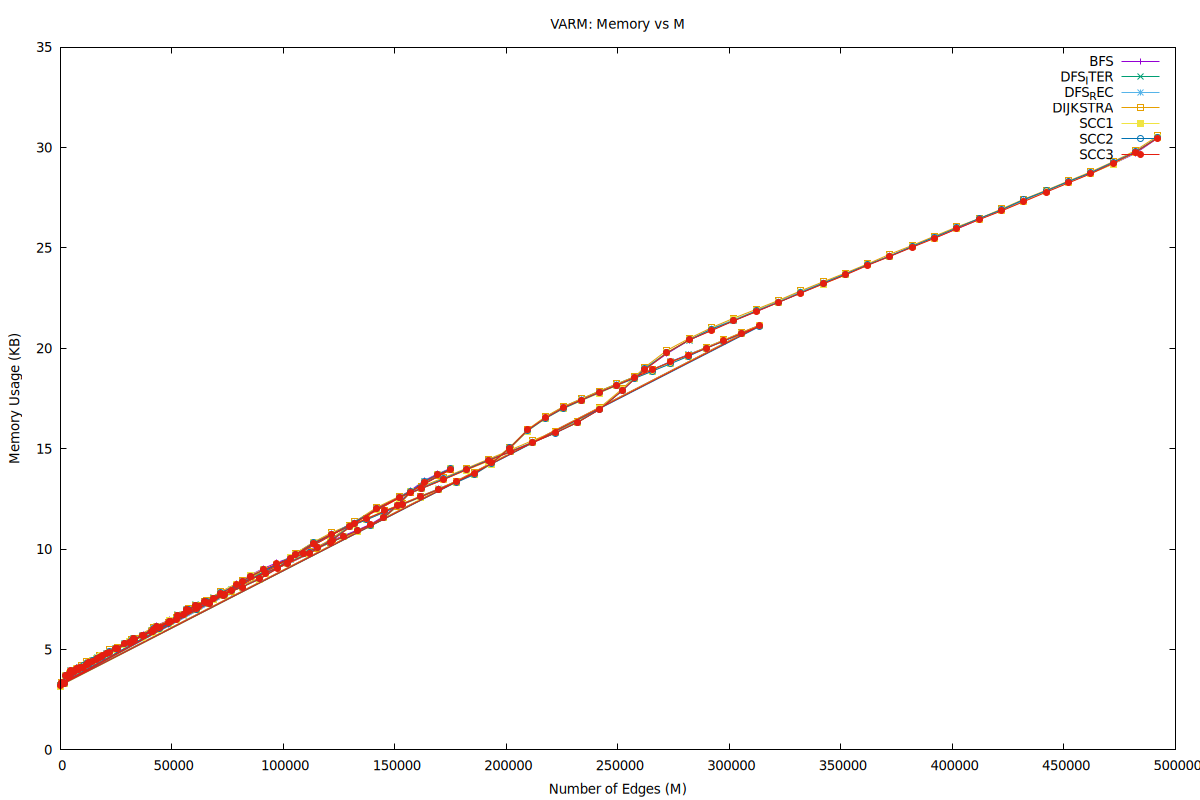 VARM: Memory vs M
35
30
25
20
15
10
5
0
Memory Usage (KB)
BFS
DFSITER
DFSREC
DIJKSTRA
SCC1
SCC2
SCC3
0 50000 100000 150000 200000 250000 300000 350000 400000 450000 500000
Number of Edges (M)